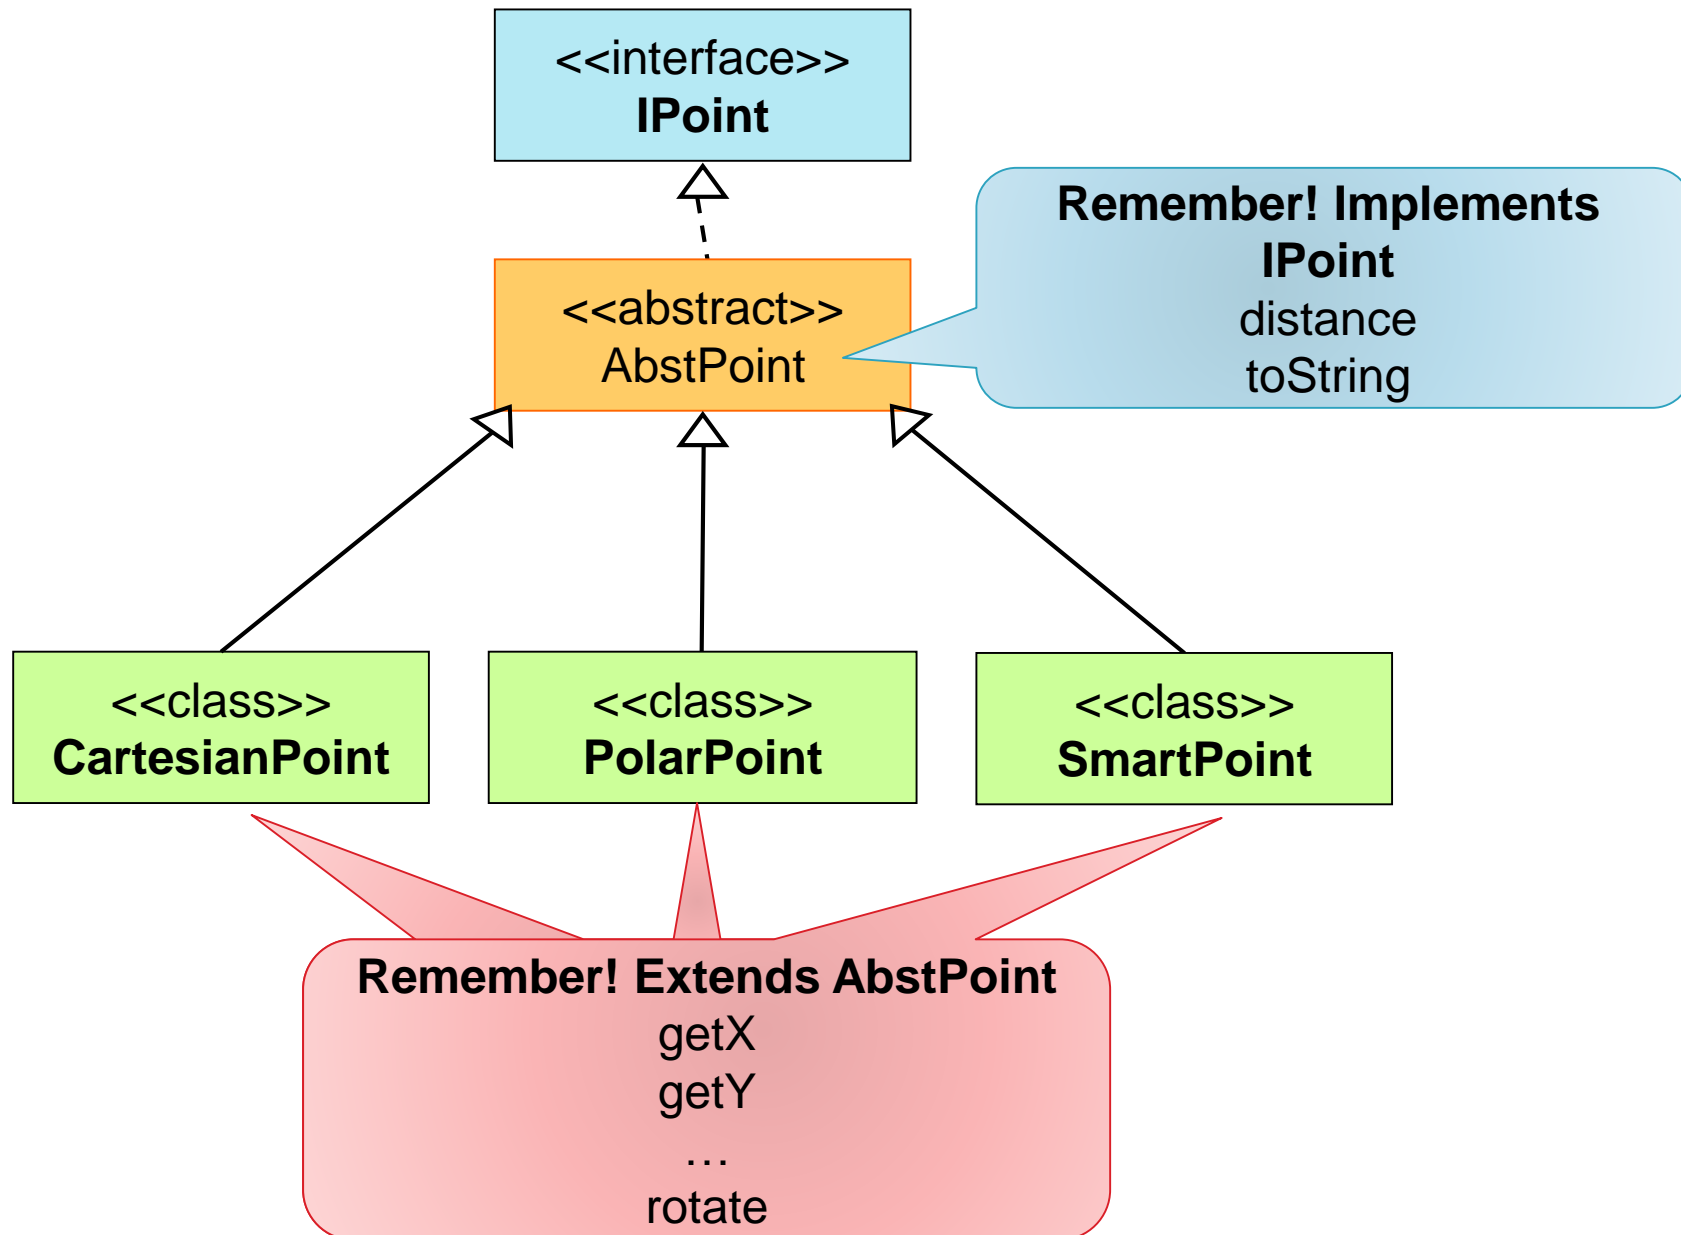 <<interface>>
IPoint
<<abstract>>
AbstPoint
Remember! Implements
IPoint
distance
toString
<<class>>
CartesianPoint
<<class>>
PolarPoint
<<class>>
SmartPoint
Remember! Extends AbstPoint
getX
getY
…
rotate